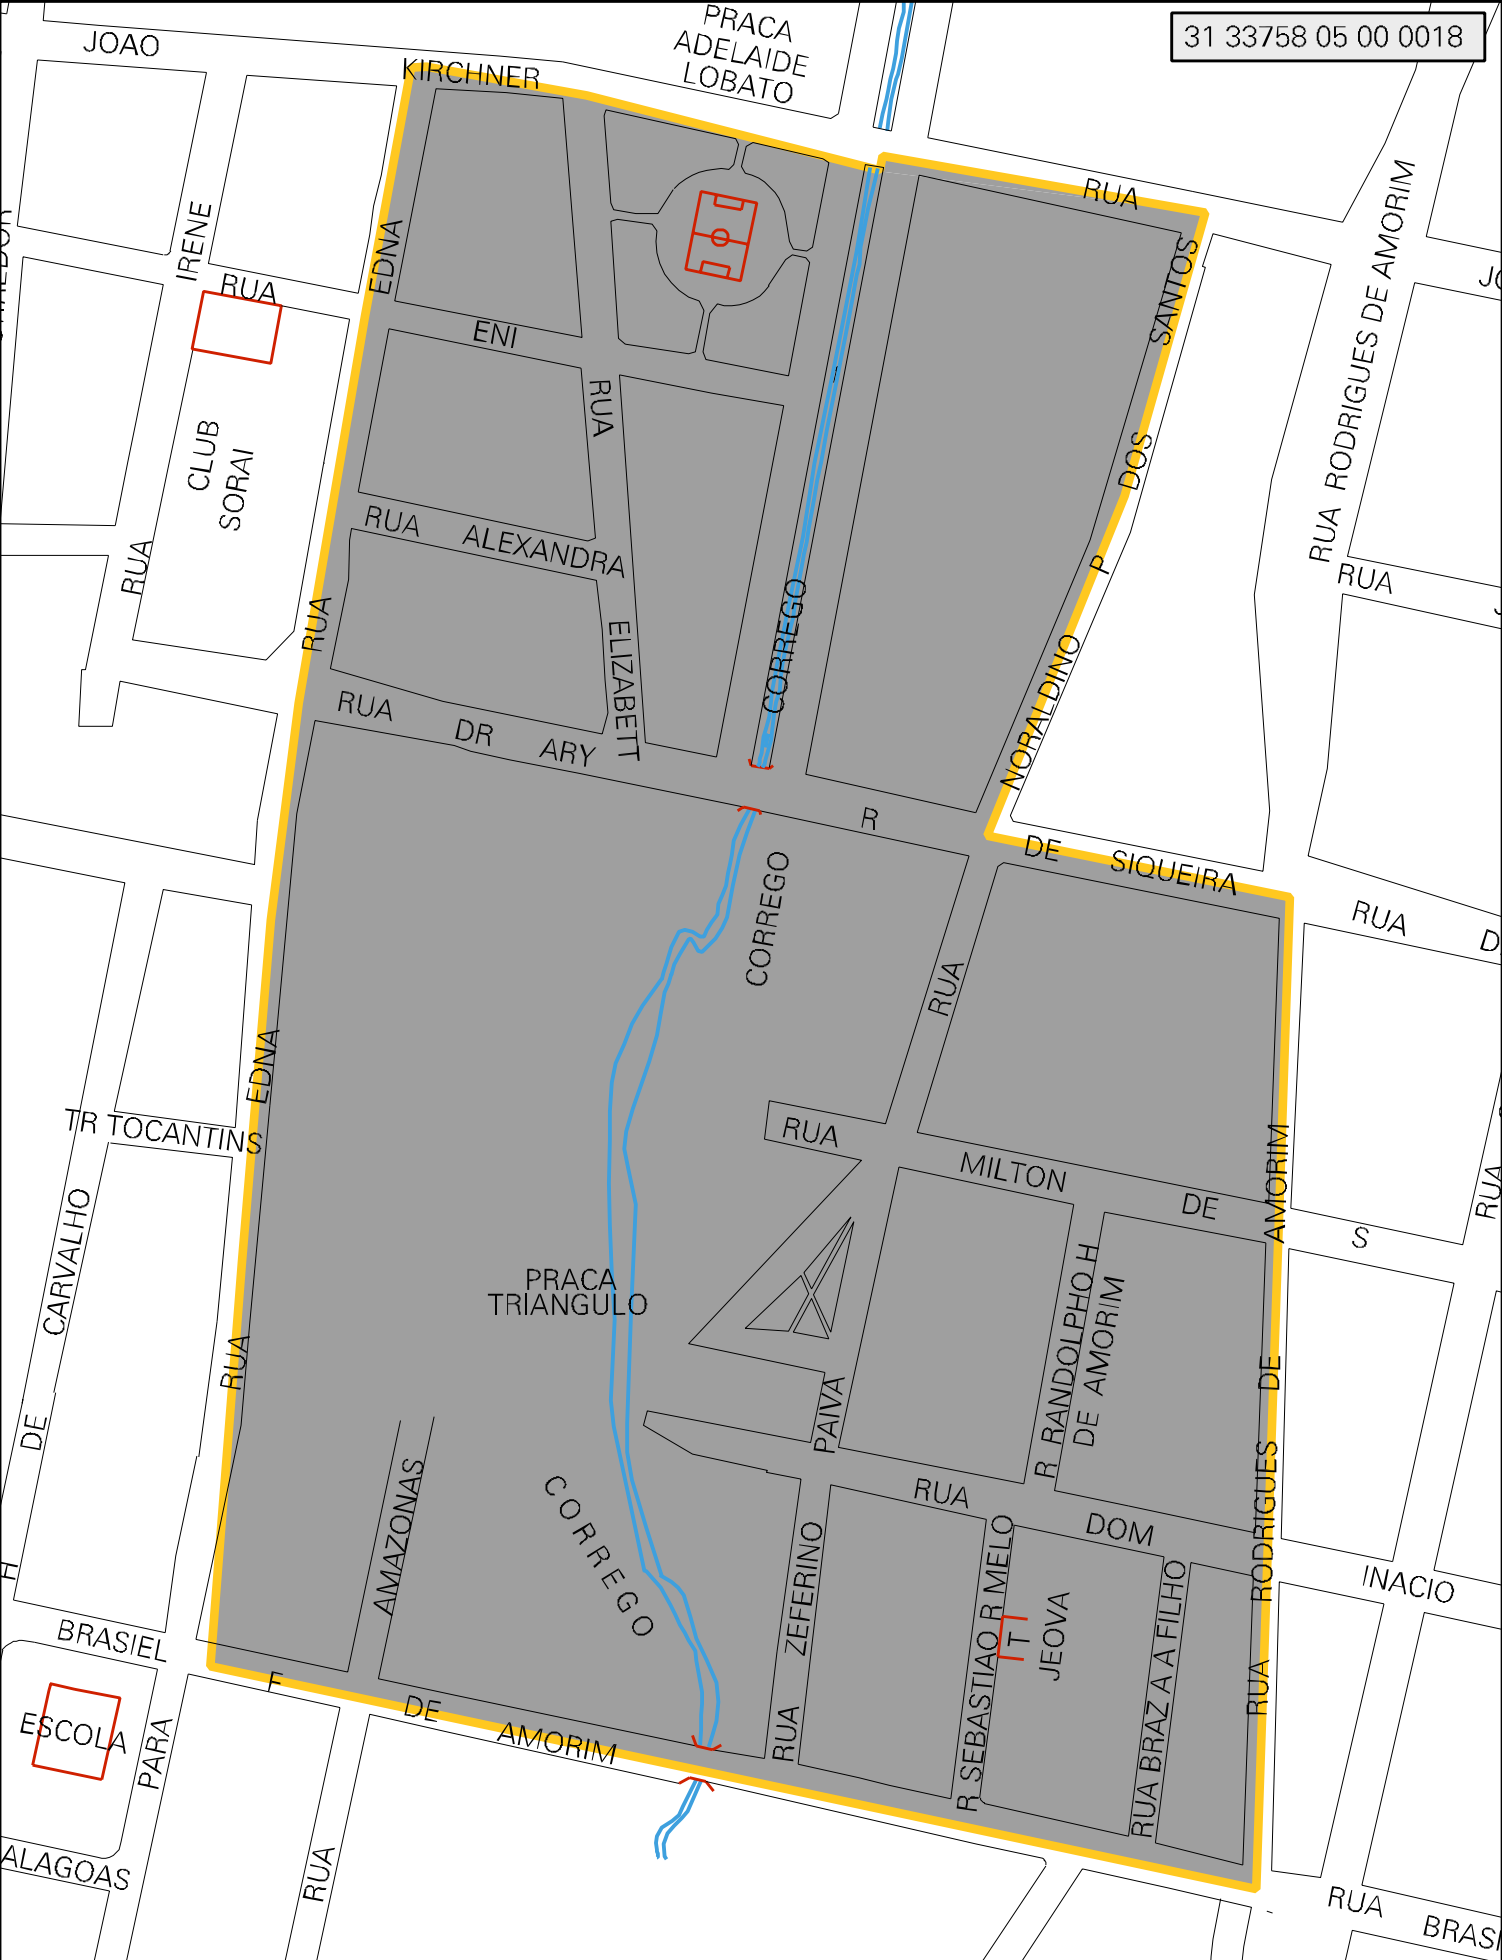 31 33758 05 00 0018
JOAO
KIRCHNER
PRACA
ADELAIDE
LOBATO
RUA
IRENE
RUA
EDNA
SANTOS
RUA RODRIGUES DE AMORIM
ENI
RUA
CLUB
SORAI
DOS
RUA
ALEXANDRA
P
RUA
RUA
RUA
CORREGO
ELIZABETT
NORALDINO
RUA
DR
ARY
R
DE
SIQUEIRA
CORREGO
RUA
RUA
EDNA
TR TOCANTINS
RUA
MILTON
DE
AMORIM
S
RUA
CARVALHO
PRACA
TRIANGULO
R RANDOLPHO H
DE AMORIM
RUA
DE
DE
PAIVA
AMAZONAS
CORREGO
RUA
DOM
RODRIGUES
INACIO
ZEFERINO
R SEBASTIAO R MELO
T
JEOVA
RUA BRAZ A A FILHO
BRASIEL
H
F
DE
AMORIM
RUA
RUA
ESCOLA
PARA
ALAGOAS
RUA
RUA
BRASI